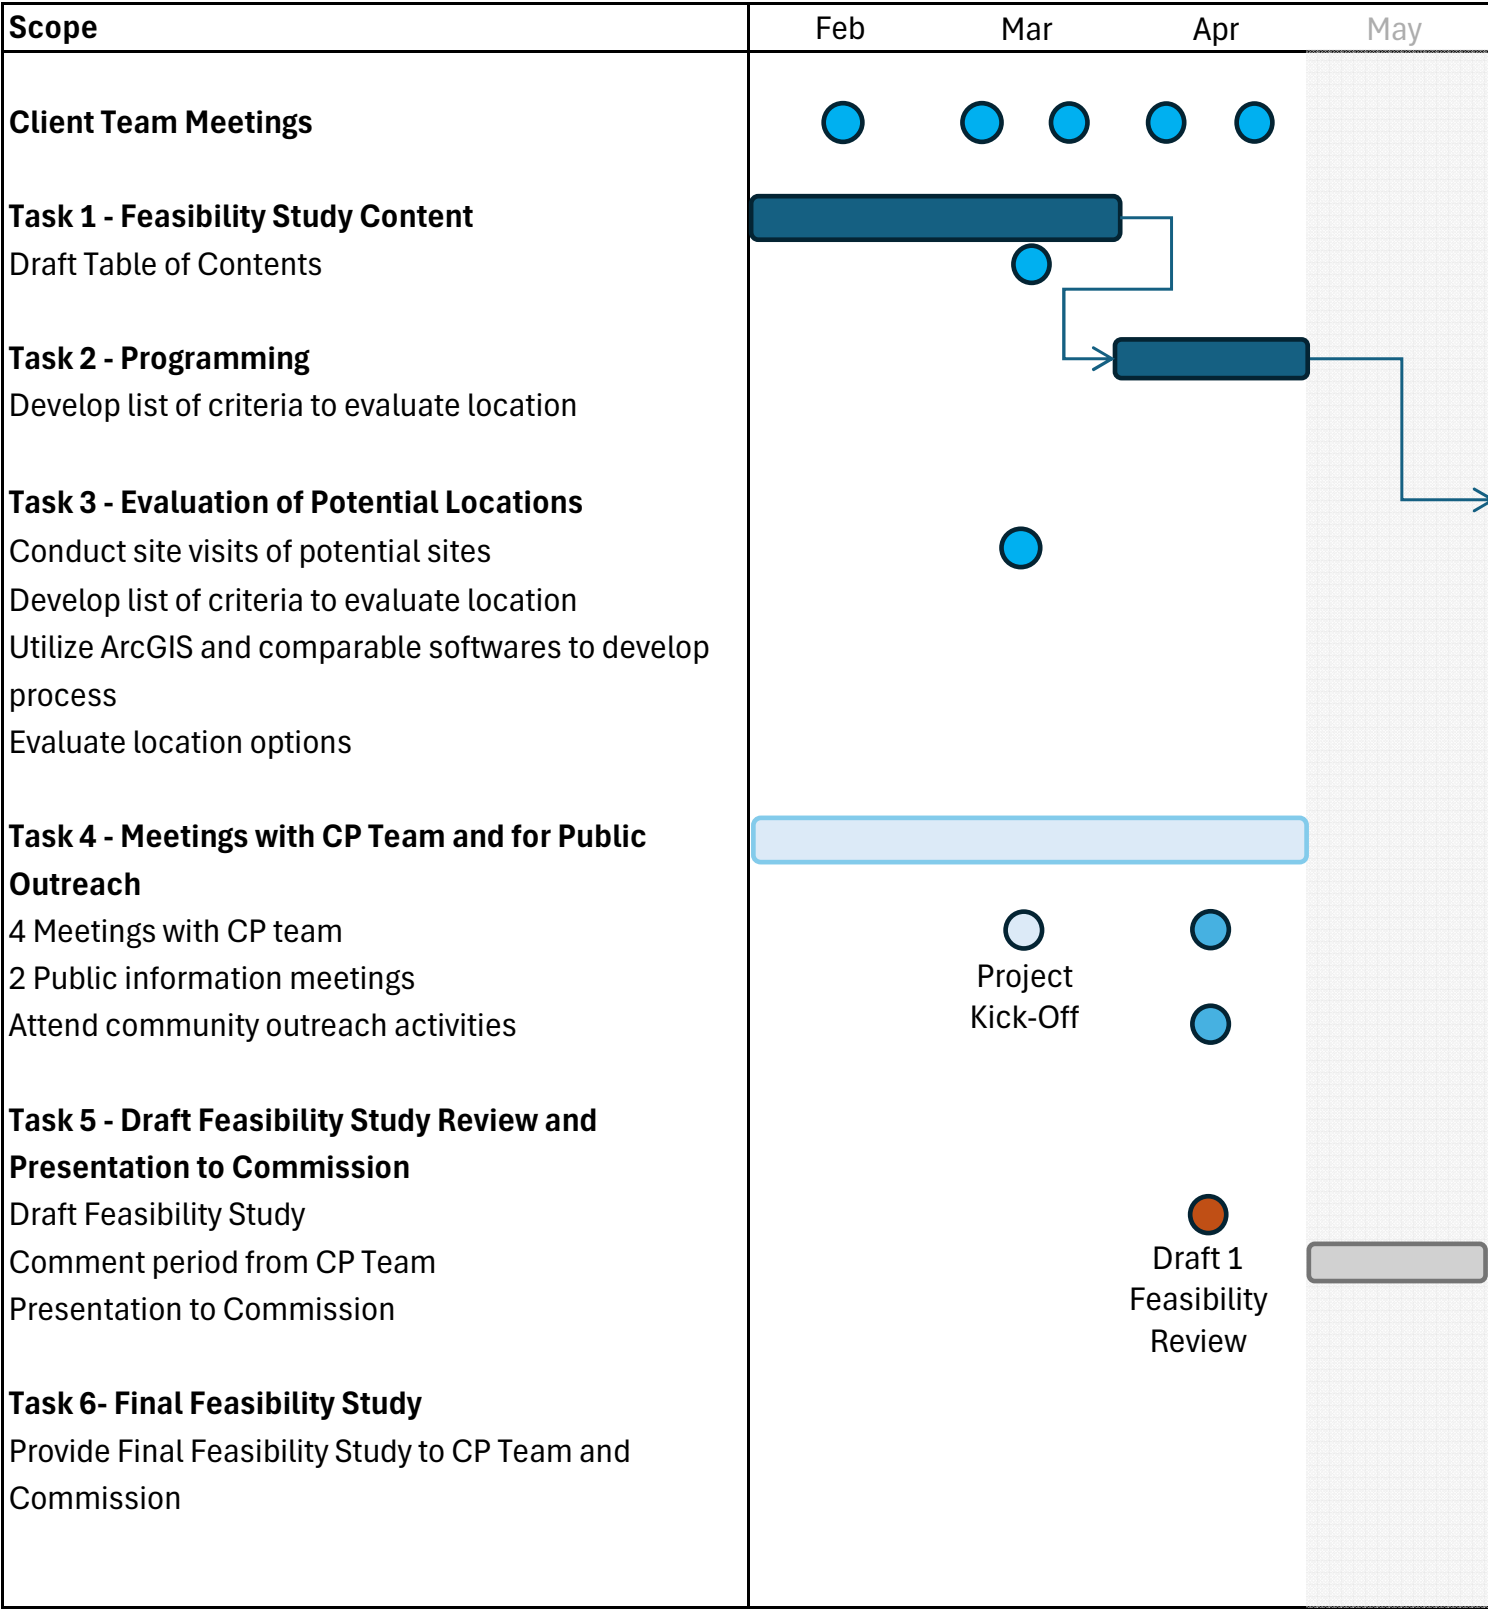 Scope Feb Mar Apr May
Client Team Meetings
Task 1 - Feasibility Study Content
Draft Table of Contents
Task 2 - Programming
Develop list of criteria to evaluate location
Task 3 - Evaluation of Potential Locations
Conduct site visits of potential sites
Develop list of criteria to evaluate location
Utilize ArcGIS and comparable softwares to develop
process
Evaluate location options
Task 4 - Meetings with CP Team and for Public
Outreach
4 Meetings with CP team
2 Public information meetings
Attend community outreach activities
Project
Kick-Off
Task 5 - Draft Feasibility Study Review and
Presentation to Commission
Draft Feasibility Study
Comment period from CP Team
Presentation to Commission
Draft 1
Feasibility
Review
Task 6- Final Feasibility Study
Provide Final Feasibility Study to CP Team and
Commission